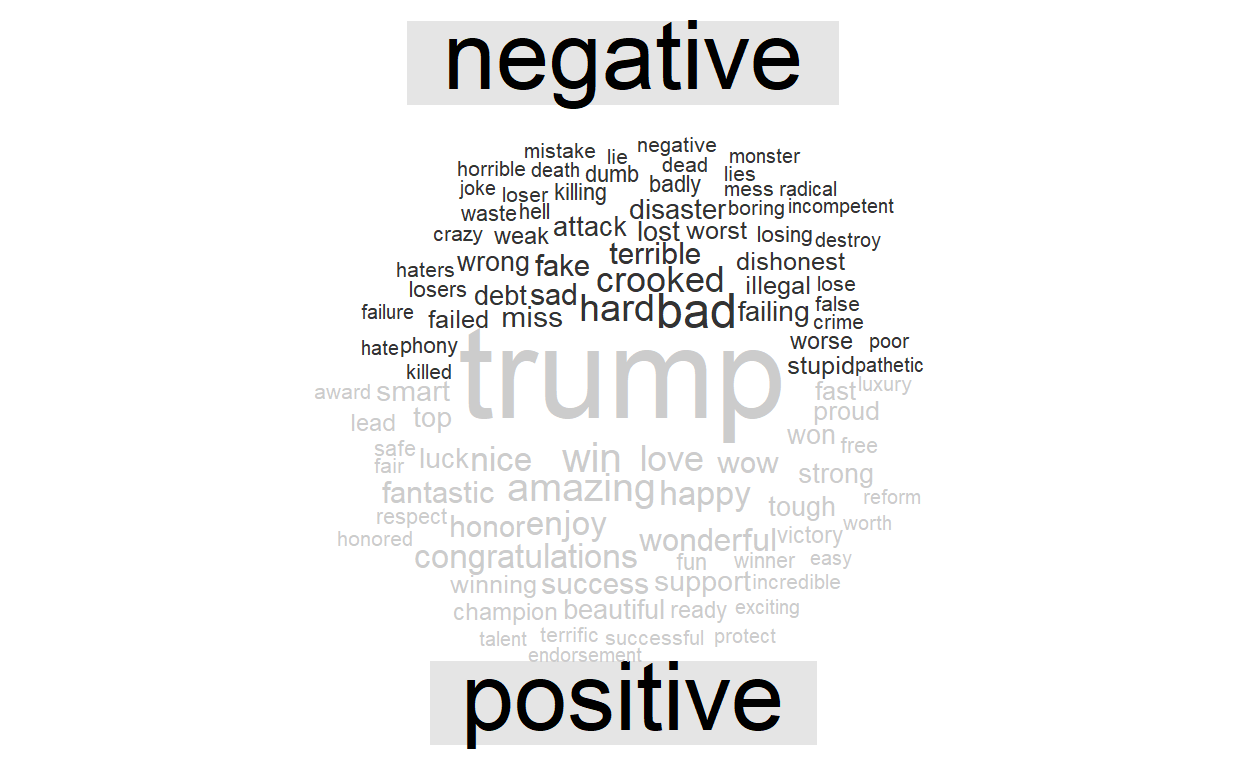 negative
mistake lie negative
horrible death dumb dead monster
joke loser killing badly lies
mess radical
waste hell disaster boring incompetent
crazy weak attack lost worst losing destroy
haters wrong fake terrible dishonest
losers debt sad crooked illegal lose
failure failed miss hard bad failing false
crime
hate phony worse poor
killed stupid pathetic
trump
award smart fast luxury
lead top proud
won free
safe luck nice win love wow
fair strong
fantastic amazing happy tough reform
respect honor enjoy worth
honored wonderful victory
congratulations fun winner easy
winning success support incredible
champion beautiful ready exciting
talent terrific successful protect
endorsement
positive